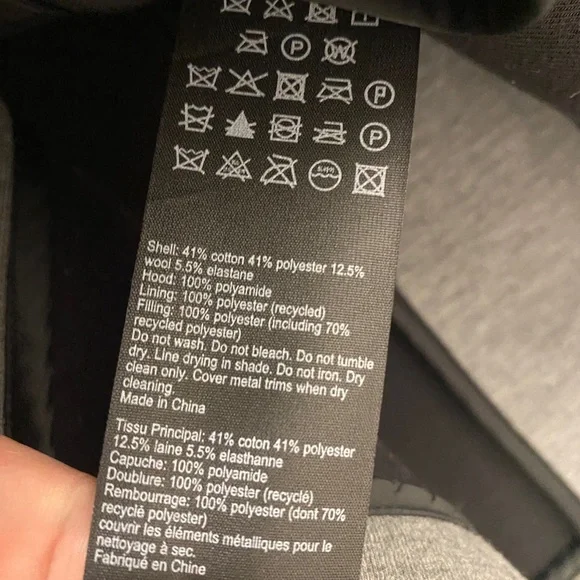 P
W
P
P
Shell: 41% cotton 41% polyester 12.5%
wool 5.5% elastane
Hood: 100% polyamide
Lining: 100% polyester (recycled)
Filling: 100% polyester (including 70%
recycled polyester)
Do not wash. Do not bleach. Do not tumble
dry. Line drying in shade. Do not iron. Dry
clean only. Cover metal trims when dry
cleaning
Made in China
Tissu Principal: 41% coton 41% polyester
12.5% laine 5.5% elasthanne
Capuche: 100% polyamide
Doublure: 100% polyester (recyclé)
Rembourrage: 100% polyester (dont 70%
recyclé polyester)
couvrir les éléments métalliques pour le
nettoyage à sec.
Fabriqué en China